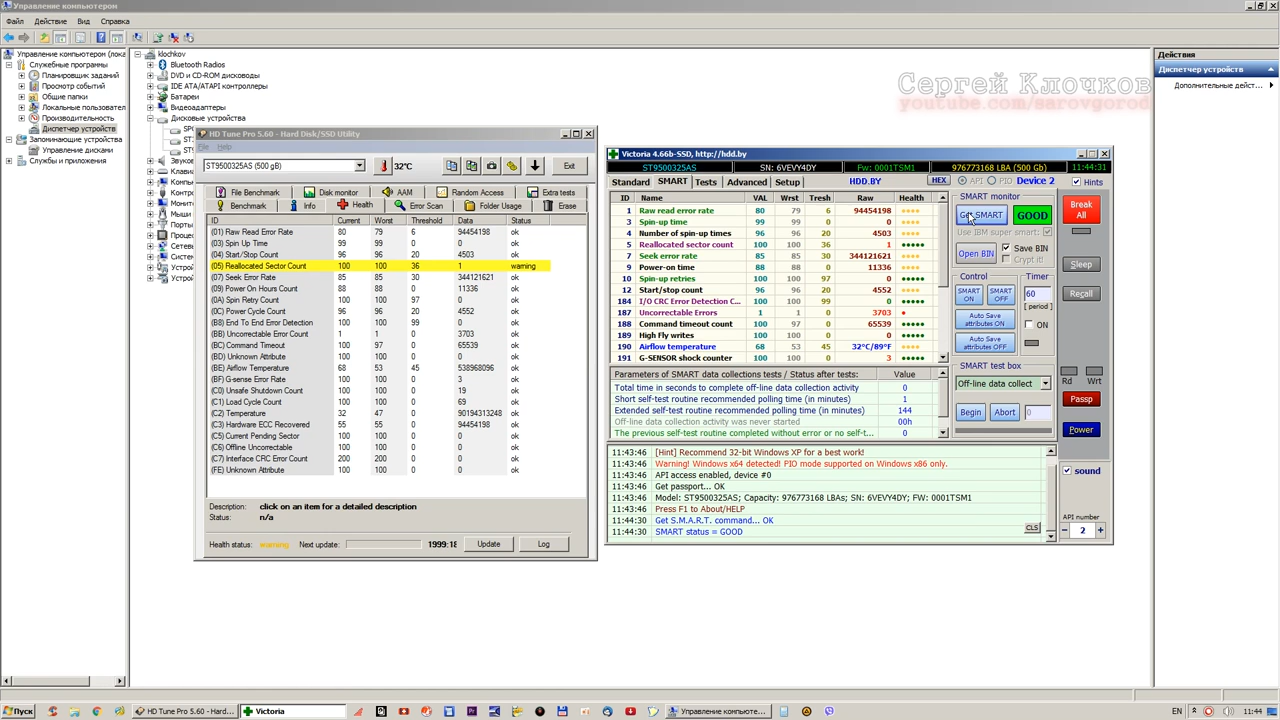 Управление компьютером
Файл Действие Вид Справка
Управление компьютером (лока
Служебные программы
Планировщик заданий
Просмотр событий
Общие папки
Локальные пользовател
Производительность
Диспетчер устройств
Запоминающие устройства
Управление дисками
Службы и приложения
klochkov
Bluetooth Radios
DVD и CD-ROM дисководы
IDE ATA/ATAPI контроллеры
Батареи
Видеоадаптеры
Дисковые устройства
Действия
Диспетчер устройств
Дополнительные дейст...
Сергей Клочков
youtube.com/sarovgorod
HD Tune Pro 5.60 - Hard Disk/SSD Utility
File Help
ST9500325AS (500 gB) 32°C Exit
File Benchmark Disk monitor AAM Random Access Extra tests
Benchmark Info Health Error Scan Folder Usage Erase
ID Current Worst Threshold Data Status
(01) Raw Read Error Rate 80 79 6 94454198 ok
(03) Spin Up Time 99 99 0 0 ok
(04) Start/Stop Count 96 96 20 4503 ok
(05) Reallocated Sector Count 100 100 36 1 warning
(07) Seek Error Rate 85 85 30 344121621 ok
(09) Power On Hours Count 88 88 0 11336 ok
(0A) Spin Retry Count 100 100 97 0 ok
(0C) Power Cycle Count 96 96 20 4552 ok
(B8) End To End Error Detection 100 100 99 0 ok
(BB) Uncorrectable Error Count 1 1 0 3703 ok
(BC) Command Timeout 100 97 0 65539 ok
(BD) Unknown Attribute 100 100 0 0 ok
(BE) Airflow Temperature 68 53 45 538968096 ok
(BF) G-sense Error Rate 100 100 0 3 ok
(C0) Unsafe Shutdown Count 100 100 0 0 ok
(C1) Load Cycle Count 100 100 0 69 ok
(C2) Temperature 32 47 0 90194313248 ok
(C3) Hardware ECC Recovered 55 55 0 94454198 ok
(C5) Current Pending Sector 100 100 0 0 ok
(C6) Offline Uncorrectable 100 100 0 0 ok
(C7) Interface CRC Error Count 200 200 0 0 ok
(FE) Unknown Attribute 100 100 0 0 ok
Description: click on an item for a detailed description
Status: n/a
Health status: warning Next update: 1999:18 Update Log
Victoria 4.66b-SSD, http://hdd.by
ST9500325AS SN: 6VEVY4DY Fw: 0001TSM1 976773168 LBA (500 Gb) 11:44:31
Standard SMART Tests Advanced Setup HDD.BY HEX API PIO Device 2 Hints
ID Name VAL Wrst Tresh Raw Health
1 Raw read error rate 80 79 6 94454198
3 Spin-up time 99 99 0 0
4 Number of spin-up times 96 96 20 4503
5 Reallocated sector count 100 100 36 1
7 Seek error rate 85 85 30 344121621
9 Power-on time 88 88 0 11336
10 Spin-up retries 100 100 97 0
12 Start/stop count 96 96 20 4552
184 I/O CRC Error Detection C... 100 100 99 0
187 Uncorrectable Errors 1 1 0 3703
188 Command timeout count 100 97 0 65539
189 High Fly writes 100 100 0 0
190 Airflow temperature 68 53 45 32°C/89°F
191 G-SENSOR shock counter 100 100 0 3
SMART monitor
Get SMART GOOD
Use IBM super smart:
Open BIN Save BIN
Crypt it!
Control Timer
SMART ON SMART OFF 60
[ period ]
Auto Save attributes ON ON
Auto Save attributes OFF
SMART test box
Off-line data collect
Begin Abort 0
Break All
Sleep
Recall
Rd Wrt
Passp
Power
sound
API number
2
Parameters of SMART data collections tests / Status after tests: Value
Total time in seconds to complete off-line data collection activity 0
Short self-test routine recommended polling time (in minutes) 1
Extended self-test routine recommended polling time (in minutes) 144
Off-line data collection activity was never started 00h
The previous self-test routine completed without error or no self-t... 0
11:43:46 [Hint] Recommend 32-bit Windows XP for a best work!
11:43:46 Warning! Windows x64 detected! PIO mode supported on Windows x86 only.
11:43:46 API access enabled, device #0
11:43:46 Get passport... OK
11:43:46 Model: ST9500325AS; Capacity: 976773168 LBAs; SN: 6VEVY4DY; FW: 0001TSM1
11:43:46 Press F1 to About/HELP
11:44:30 Get S.M.A.R.T. command... OK
11:44:30 SMART status = GOOD
CLS
Пуск HD Tune Pro 5.60 - Hard... Victoria Управление компьюте... EN 11:44